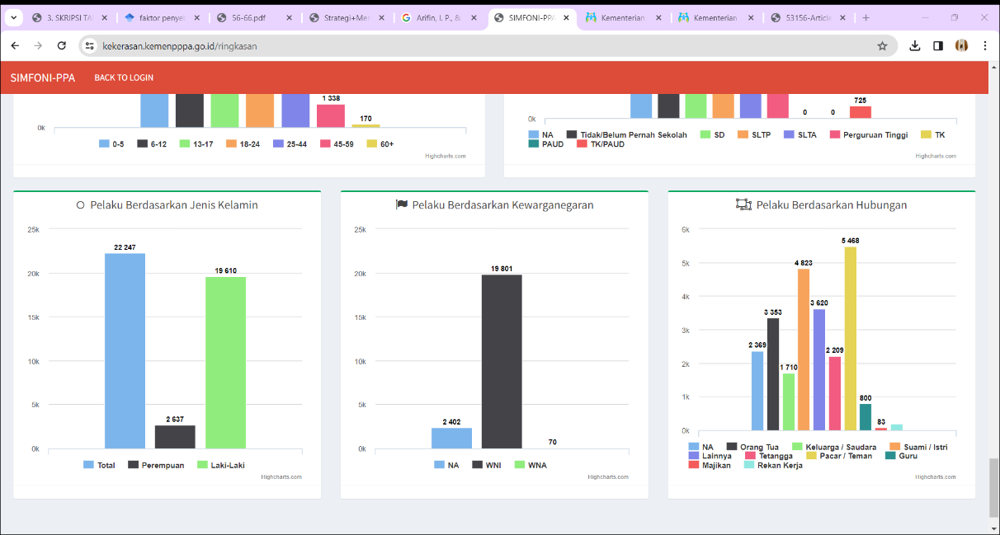 3. SKRIPSI TA
faktor penye
56-66.pdf
Strategi+Me
Arifin, I. P., &
SIMFONI-PPA
Kementerian
Kementerian
53156-Article
kekerasan.kemenpppa.go.id/ringkasan
SIMFONI-PPA BACK TO LOGIN
1 338
170
0k
0-5 6-12 13-17 18-24 25-44 45-59 60+
Highcharts.com
725
0 0
0k
NA Tidak/Belum Pernah Sekolah SD SLTP SLTA Perguruan Tinggi TK
PAUD TK/PAUD
Highcharts.com
Pelaku Berdasarkan Jenis Kelamin
25k
22 247
20k
19 610
15k
10k
5k
2 637
0k
Total Perempuan Laki-Laki
Highcharts.com
Pelaku Berdasarkan Kewarganegaran
25k
20k
19 801
15k
10k
5k
2 402
70
0k
NA WNI WNA
Highcharts.com
Pelaku Berdasarkan Hubungan
6k
5 468
5k
4 823
4k
3 620
3 353
3k
2 369
2 209
2k
1 710
1k
800
83
0k
NA Orang Tua Keluarga / Saudara Suami / Istri
Lainnya Tetangga Pacar / Teman Guru
Majikan Rekan Kerja
Highcharts.com